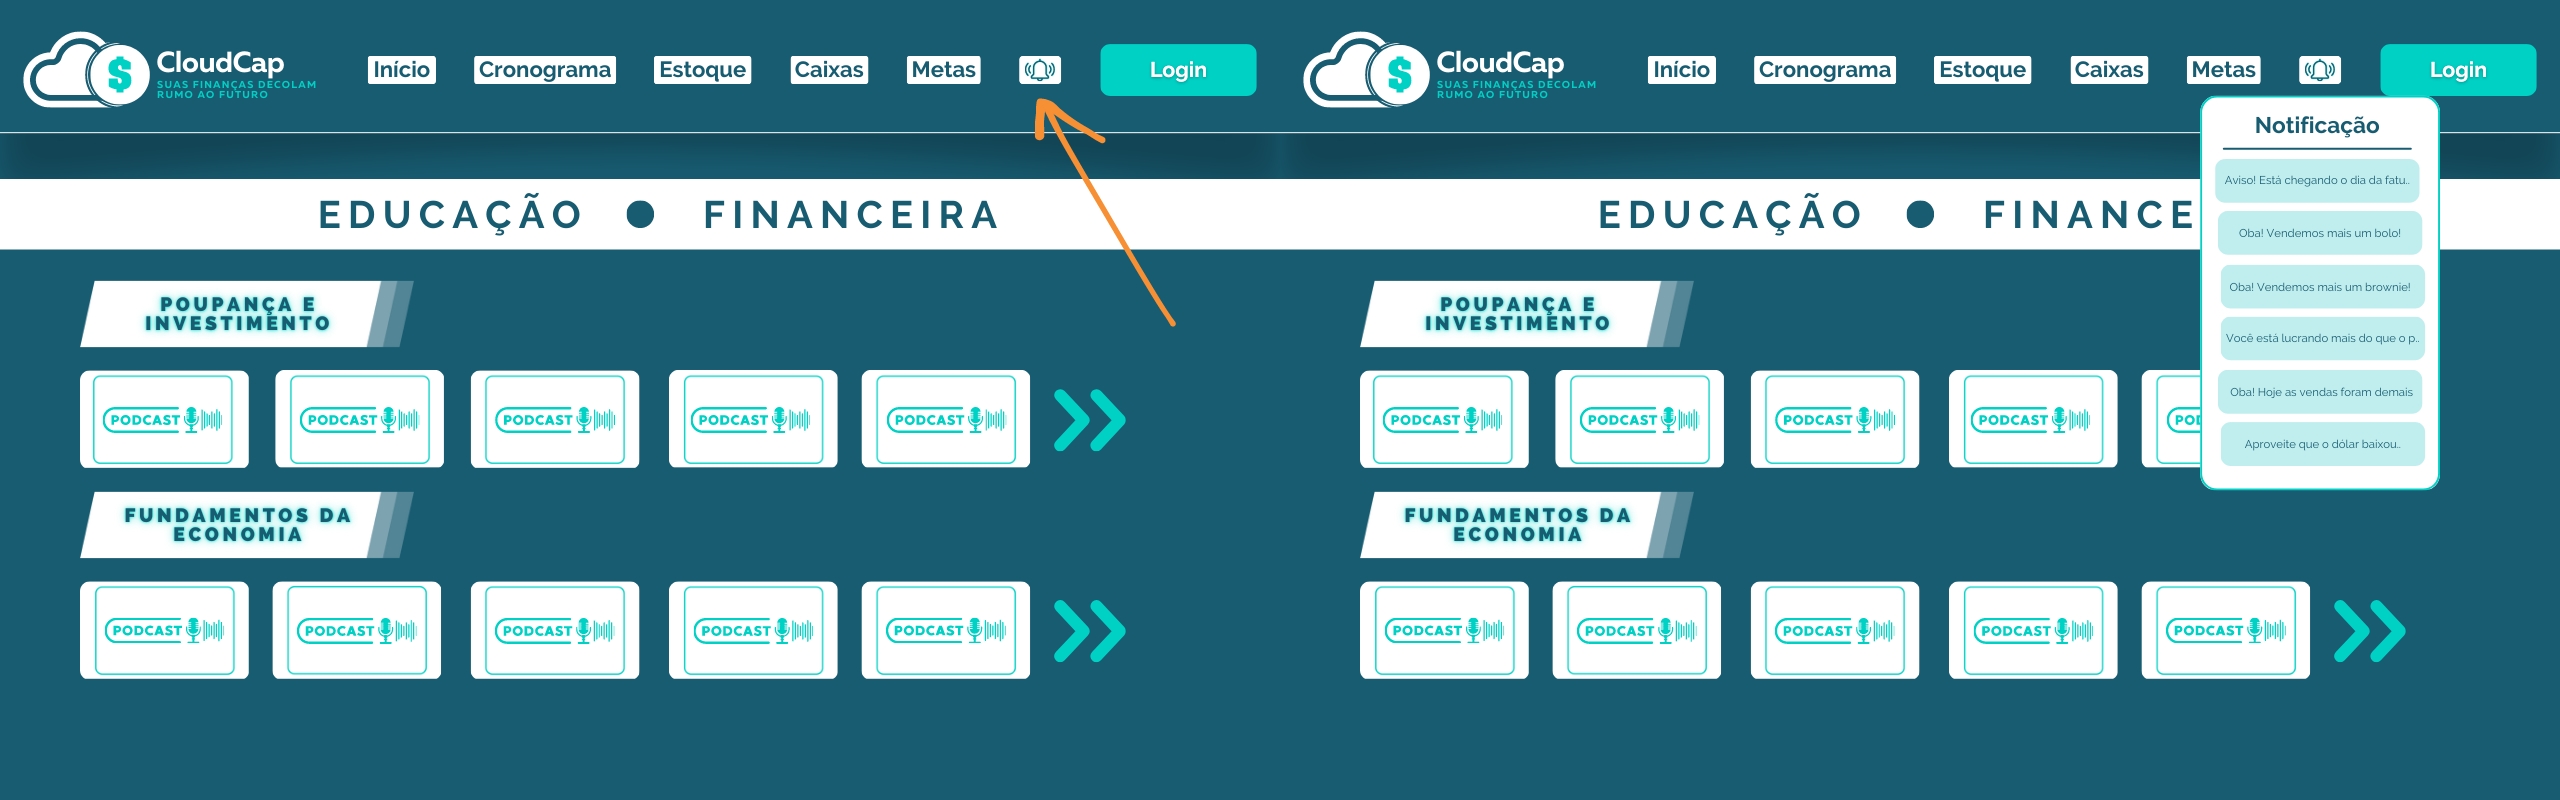 CloudCap
SUAS FINANÇAS DECOLAM
RUMO AO FUTURO
Início
Cronograma
Estoque
Caixas
Metas
Login
EDUCAÇÃO ● FINANCEIRA
POUPANÇA E
INVESTIMENTO
PODCAST
PODCAST
PODCAST
PODCAST
PODCAST
FUNDAMENTOS DA
ECONOMIA
PODCAST
PODCAST
PODCAST
PODCAST
PODCAST
CloudCap
SUAS FINANÇAS DECOLAM
RUMO AO FUTURO
Início
Cronograma
Estoque
Caixas
Metas
Login
EDUCAÇÃO ● FINANCE
Notificação
Aviso! Está chegando o dia da fatu..
Oba! Vendemos mais um bolo!
Oba! Vendemos mais um brownie!
Você está lucrando mais do que o p..
Oba! Hoje as vendas foram demais
Aproveite que o dólar baixou..
POUPANÇA E
INVESTIMENTO
PODCAST
PODCAST
PODCAST
PODCAST
POD
FUNDAMENTOS DA
ECONOMIA
PODCAST
PODCAST
PODCAST
PODCAST
PODCAST